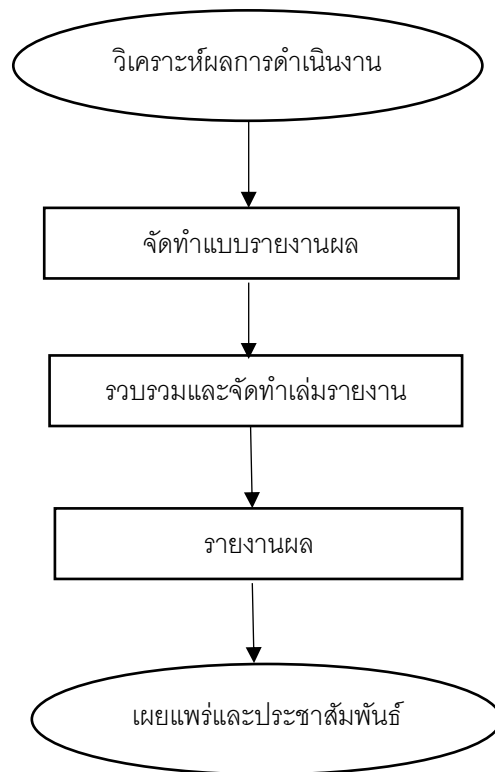 วิเคราะห์ผลการดำเนินงาน
จัดทำแบบรายงานผล
รวบรวมและจัดทำเล่มรายงาน
รายงานผล
เผยแพร่และประชาสัมพันธ์